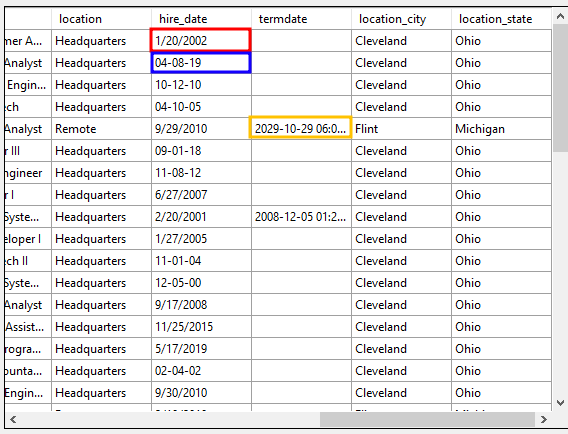 location hire_date termdate location_city location_state
mer A... Headquarters 1/20/2002 Cleveland Ohio
Analyst Headquarters 04-08-19 Cleveland Ohio
Engin... Headquarters 10-12-10 Cleveland Ohio
ech Headquarters 04-10-05 Cleveland Ohio
Analyst Remote 9/29/2010 2029-10-29 06:0... Flint Michigan
r III Headquarters 09-01-18 Cleveland Ohio
ngineer Headquarters 11-08-12 Cleveland Ohio
r I Headquarters 6/27/2007 Cleveland Ohio
Syste... Headquarters 2/20/2001 2008-12-05 01:2... Cleveland Ohio
eloper I Headquarters 1/27/2005 Cleveland Ohio
ech II Headquarters 11-01-04 Cleveland Ohio
Syste... Headquarters 12-05-00 Cleveland Ohio
Analyst Headquarters 9/17/2008 Cleveland Ohio
Assist... Headquarters 11/25/2015 Cleveland Ohio
rogra... Headquarters 5/17/2019 Cleveland Ohio
ounta... Headquarters 02-04-02 Cleveland Ohio
Engin... Headquarters 9/30/2010 Cleveland Ohio